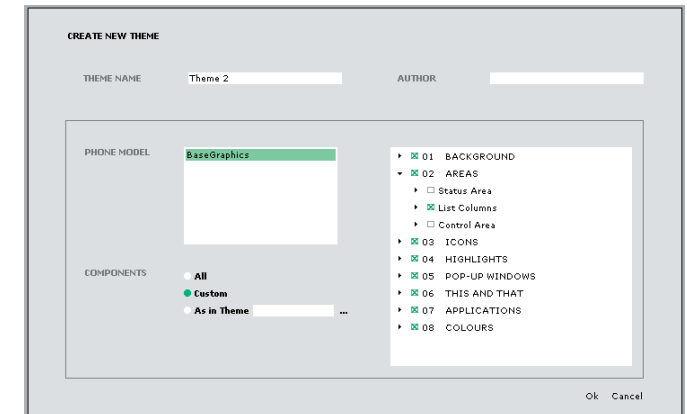 CREATE NEW THEME
THEME NAME Theme 2 AUTHOR
PHONE MODEL BaseGraphics
01 BACKGROUND
02 AREAS
Status Area
List Columns
Control Area
03 ICONS
04 HIGHLIGHTS
05 POP-UP WINDOWS
06 THIS AND THAT
07 APPLICATIONS
08 COLOURS
COMPONENTS All
Custom
As in Theme ...
Ok Cancel